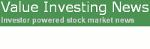 Value Investing News
Investor powered stock market news